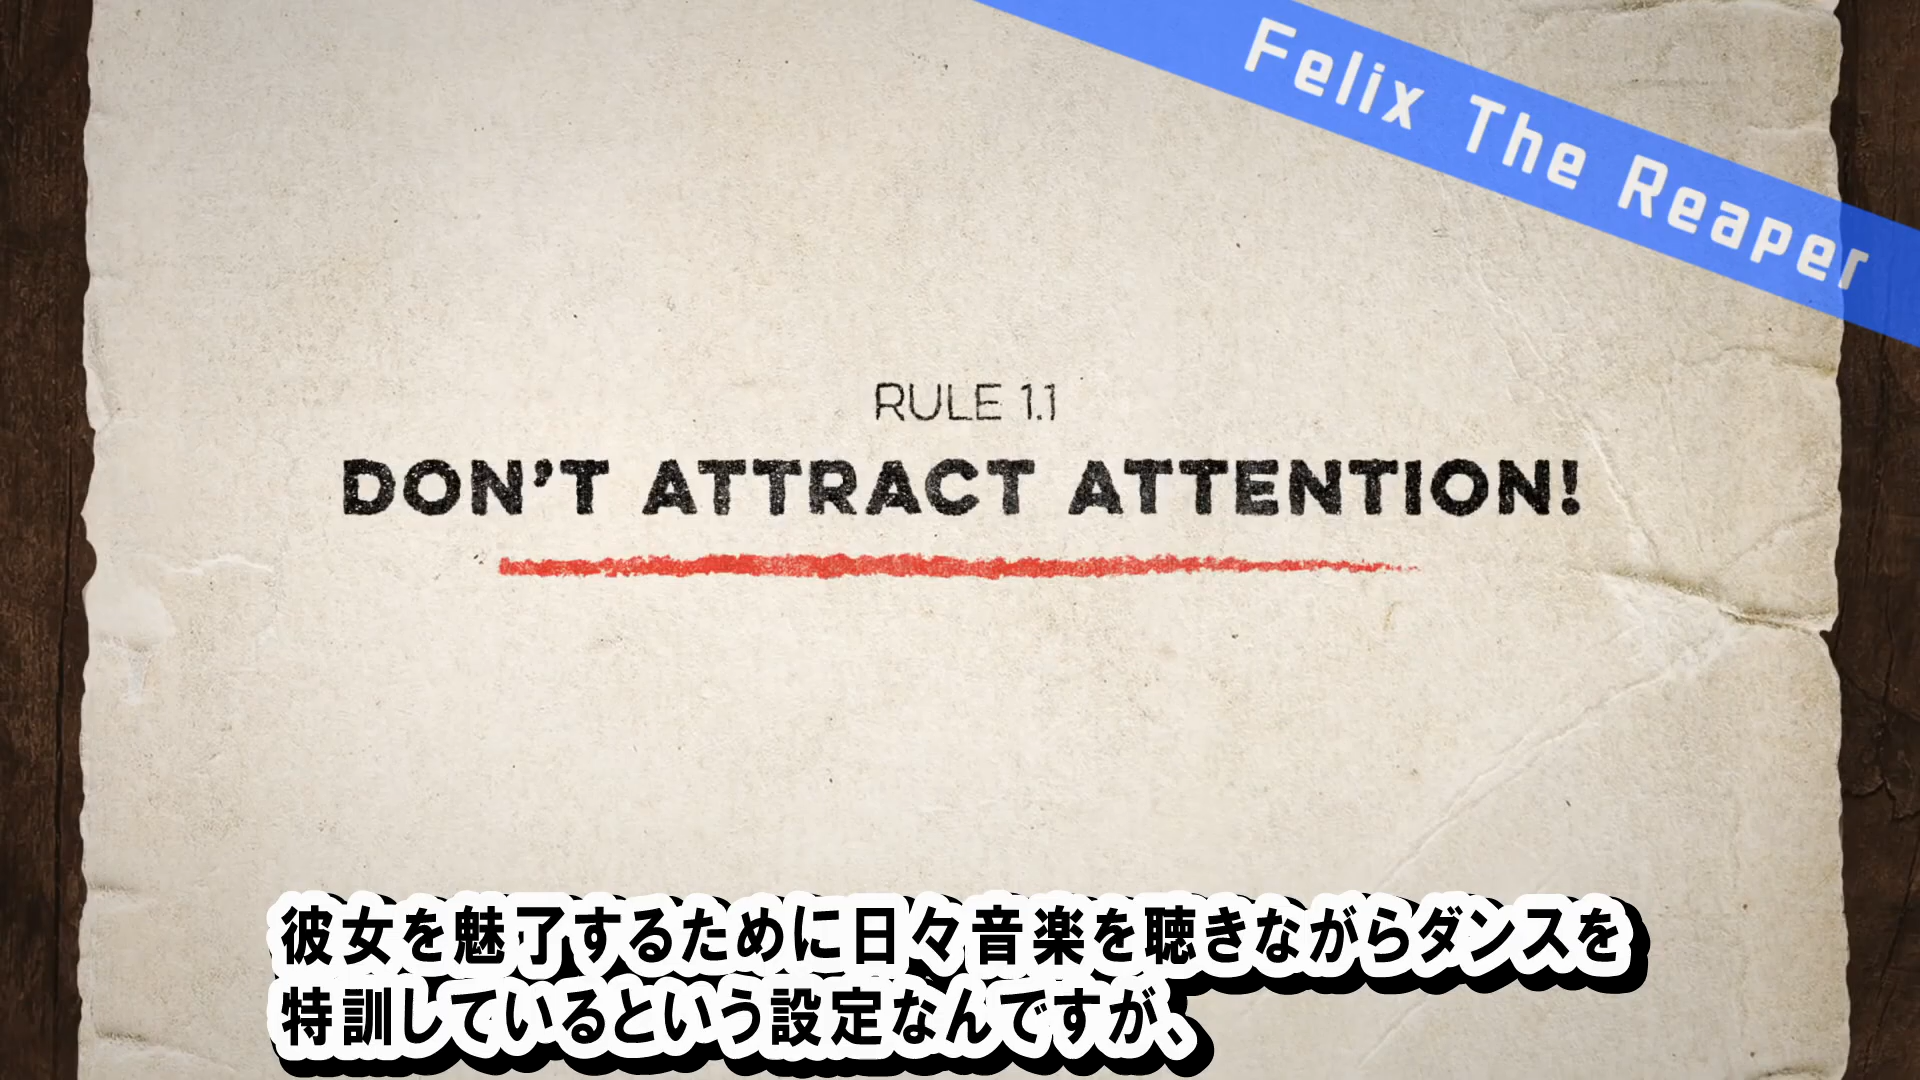 Felix The Reaper
RULE 1.1
DON'T ATTRACT ATTENTION!
彼女を魅了するために日々音楽を聴きながらダンスを
特訓しているという設定なんですが、